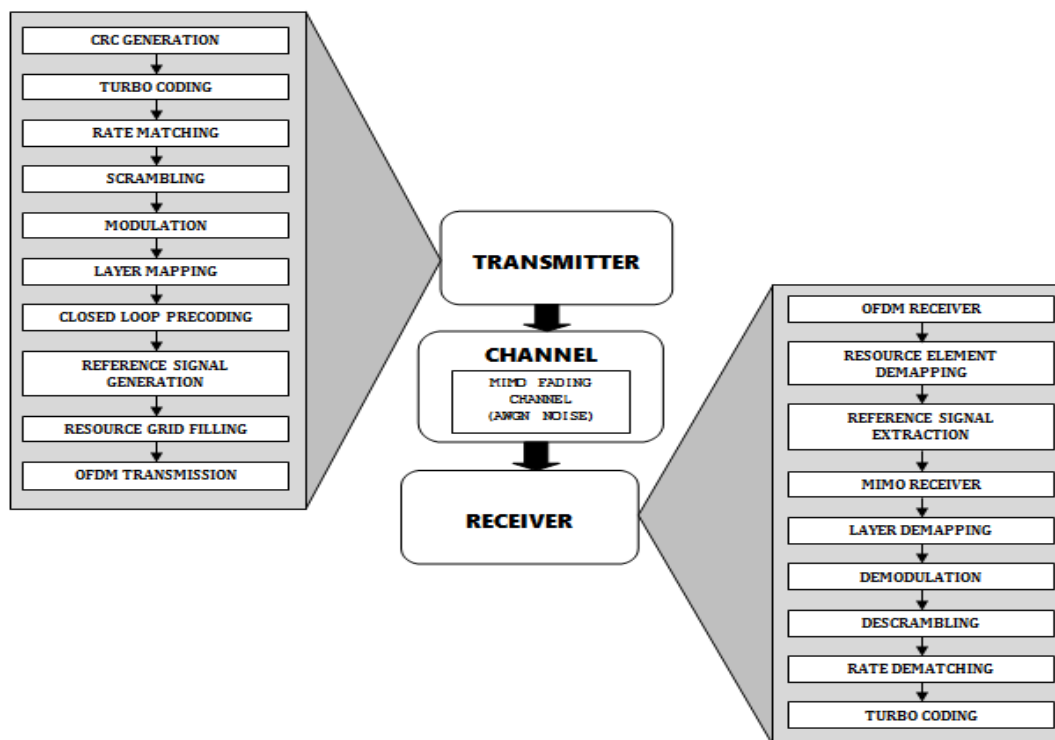 CRC GENERATION
TURBO CODING
RATE MATCHING
SCRAMBLING
MODULATION
LAYER MAPPING
CLOSED LOOP PRECODING
REFERENCE SIGNAL
GENERATION
RESOURCE GRID FILLING
OFDM TRANSMISSION
TRANSMITTER
CHANNEL
MIMO FADING
CHANNEL
(AWGN NOISE)
RECEIVER
OFDM RECEIVER
RESOURCE ELEMENT
DEMAPPING
REFERENCE SIGNAL
EXTRACTION
MIMO RECEIVER
LAYER DEMAPPING
DEMODULATION
DESCRAMBLING
RATE DEMATCHING
TURBO CODING